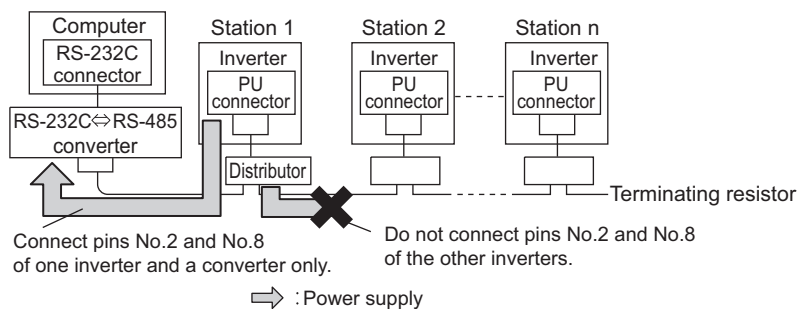 Computer
RS-232C
connector
RS-232C⇔RS-485
converter
Station 1
Inverter
PU
connector
Distributor
Station 2
Inverter
PU
connector
Station n
Inverter
PU
connector
Terminating resistor
Connect pins No.2 and No.8
of one inverter and a converter only.
Do not connect pins No.2 and No.8
of the other inverters.
: Power supply